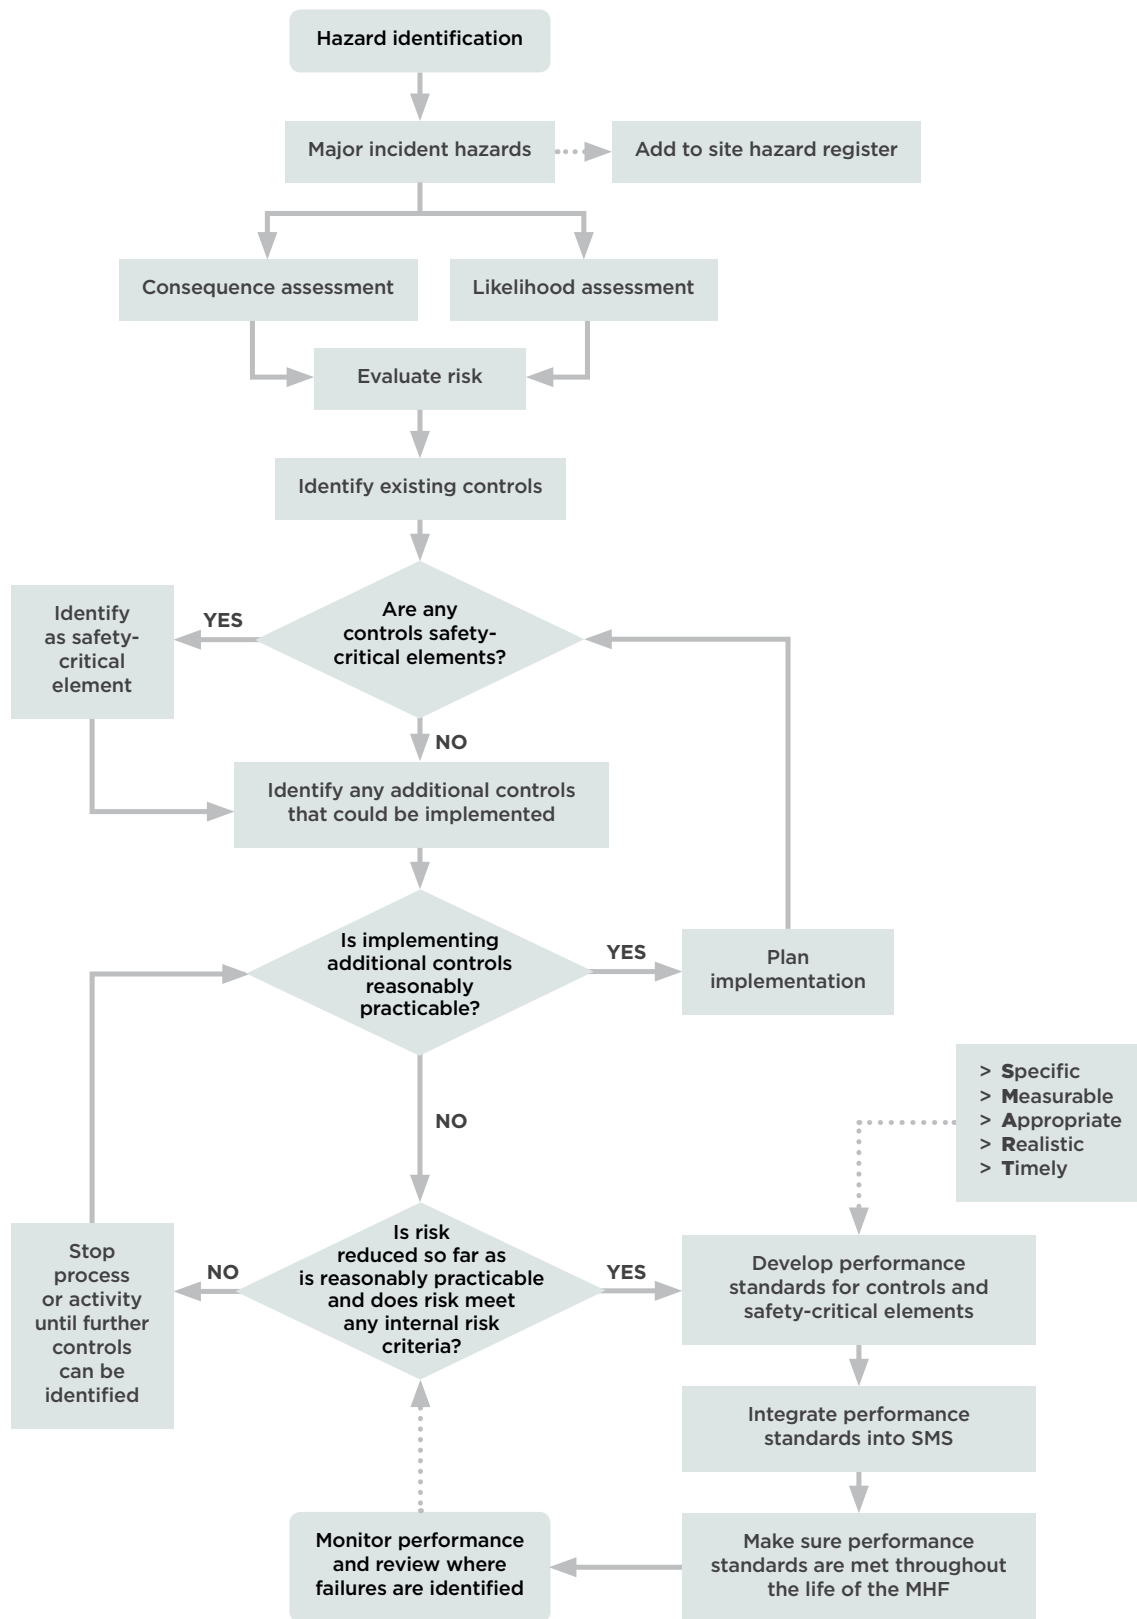 Hazard identification
Major incident hazards
Add to site hazard register
Consequence assessment
Likelihood assessment
Evaluate risk
Identify existing controls
Identify
as safety-
critical
element
YES
Are any
controls safety-
critical elements?
NO
Identify any additional controls
that could be implemented
Is implementing
additional controls
reasonably
practicable?
YES
Plan
implementation
NO
> Specific
> Measurable
> Appropriate
> Realistic
> Timely
Stop
process
or activity
until further
controls
can be
identified
NO
Is risk
reduced so far as
is reasonably practicable
and does risk meet
any internal risk
criteria?
YES
Develop performance
standards for controls and
safety-critical elements
Integrate performance
standards into SMS
Monitor performance
and review where
failures are identified
Make sure performance
standards are met throughout
the life of the MHF